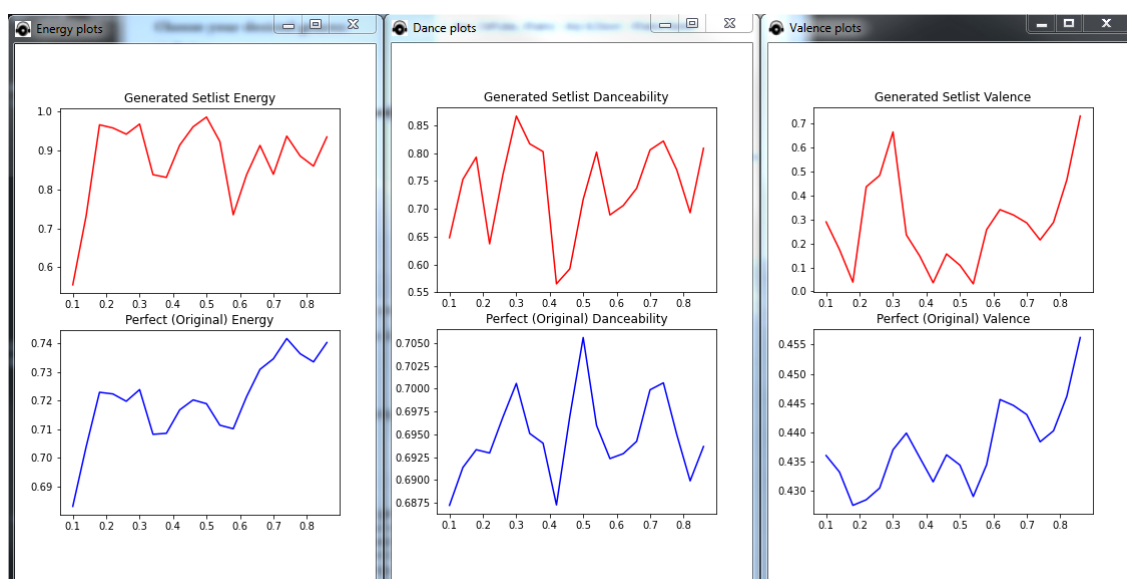 Energy plots
Generated Setlist Energy
1.0
0.9
0.8
0.7
0.6
0.1 0.2 0.3 0.4 0.5 0.6 0.7 0.8
Perfect (Original) Energy
0.74
0.73
0.72
0.71
0.70
0.69
0.1 0.2 0.3 0.4 0.5 0.6 0.7 0.8
Dance plots
Generated Setlist Danceability
0.85
0.80
0.75
0.70
0.65
0.60
0.55
0.1 0.2 0.3 0.4 0.5 0.6 0.7 0.8
Perfect (Original) Danceability
0.7050
0.7025
0.7000
0.6975
0.6950
0.6925
0.6900
0.6875
0.1 0.2 0.3 0.4 0.5 0.6 0.7 0.8
Valence plots
Generated Setlist Valence
0.7
0.6
0.5
0.4
0.3
0.2
0.1
0.0
0.1 0.2 0.3 0.4 0.5 0.6 0.7 0.8
Perfect (Original) Valence
0.455
0.450
0.445
0.440
0.435
0.430
0.1 0.2 0.3 0.4 0.5 0.6 0.7 0.8